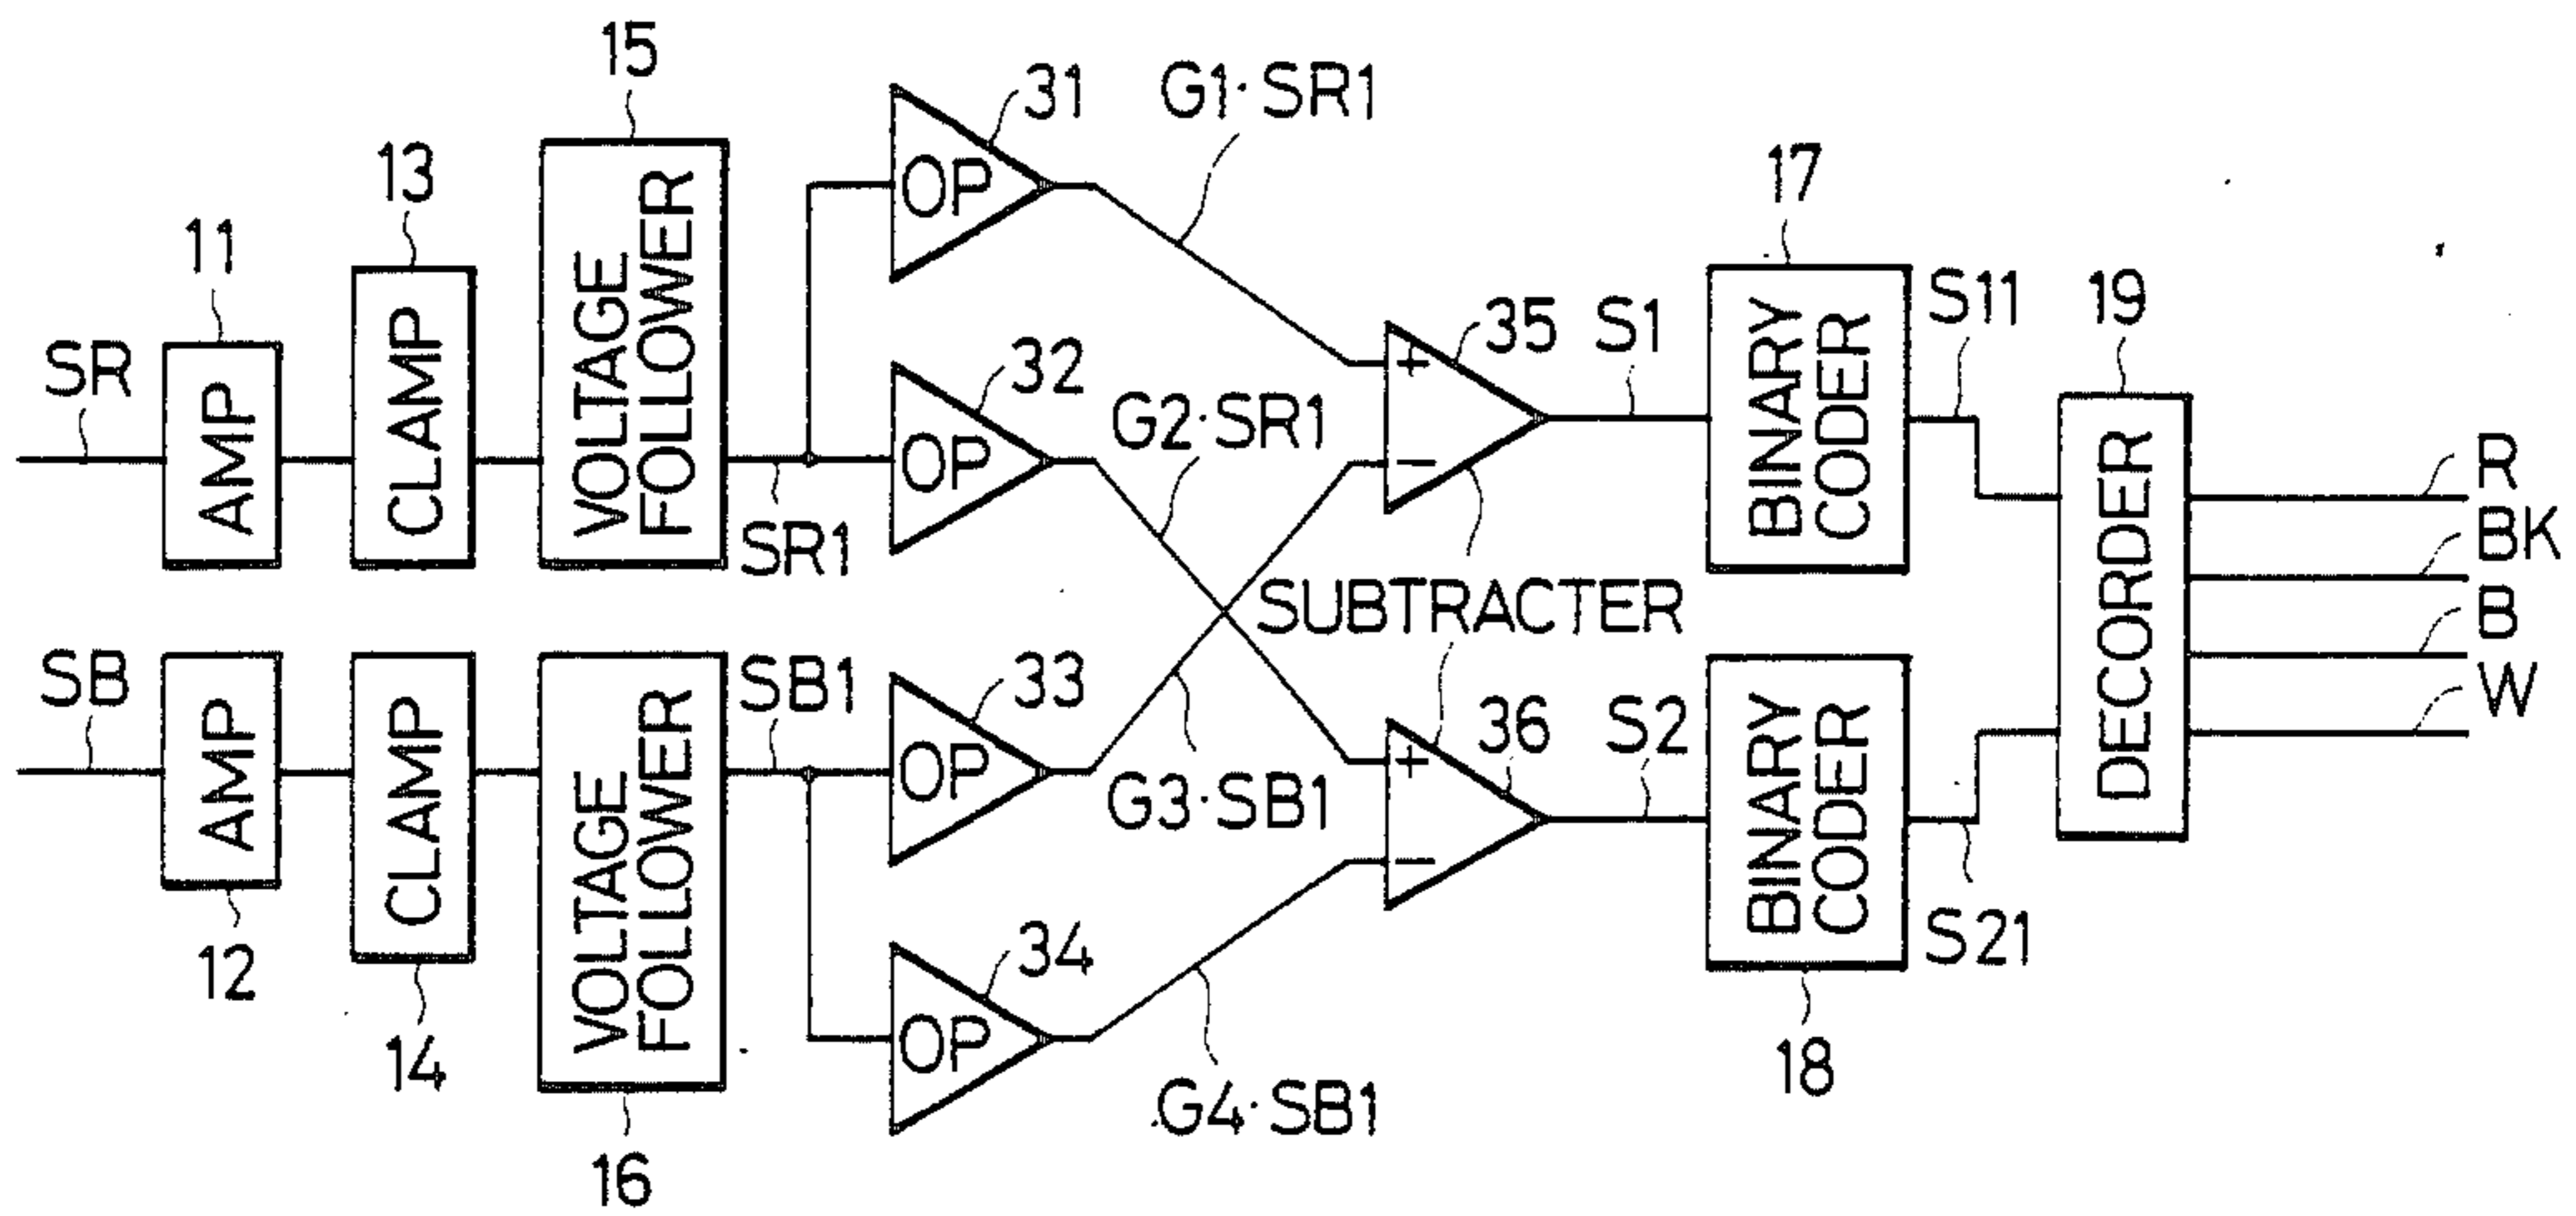 15
31
G1·SR1
13
17
11
OP
VOLTAGE
FOLLOWER
S11
19
SR
AMP
CLAMP
32
35
S1
BINARY
CODER
G2·SR1
OP
+
−
R
SR1
BK
SUBTRACTER
DECORDER
B
SB
AMP
CLAMP
VOLTAGE
FOLLOWER
SB1
33
W
OP
G3·SB1
+
−
36
S2
BINARY
CODER
12
34
S21
14
OP
G4·SB1
18
16